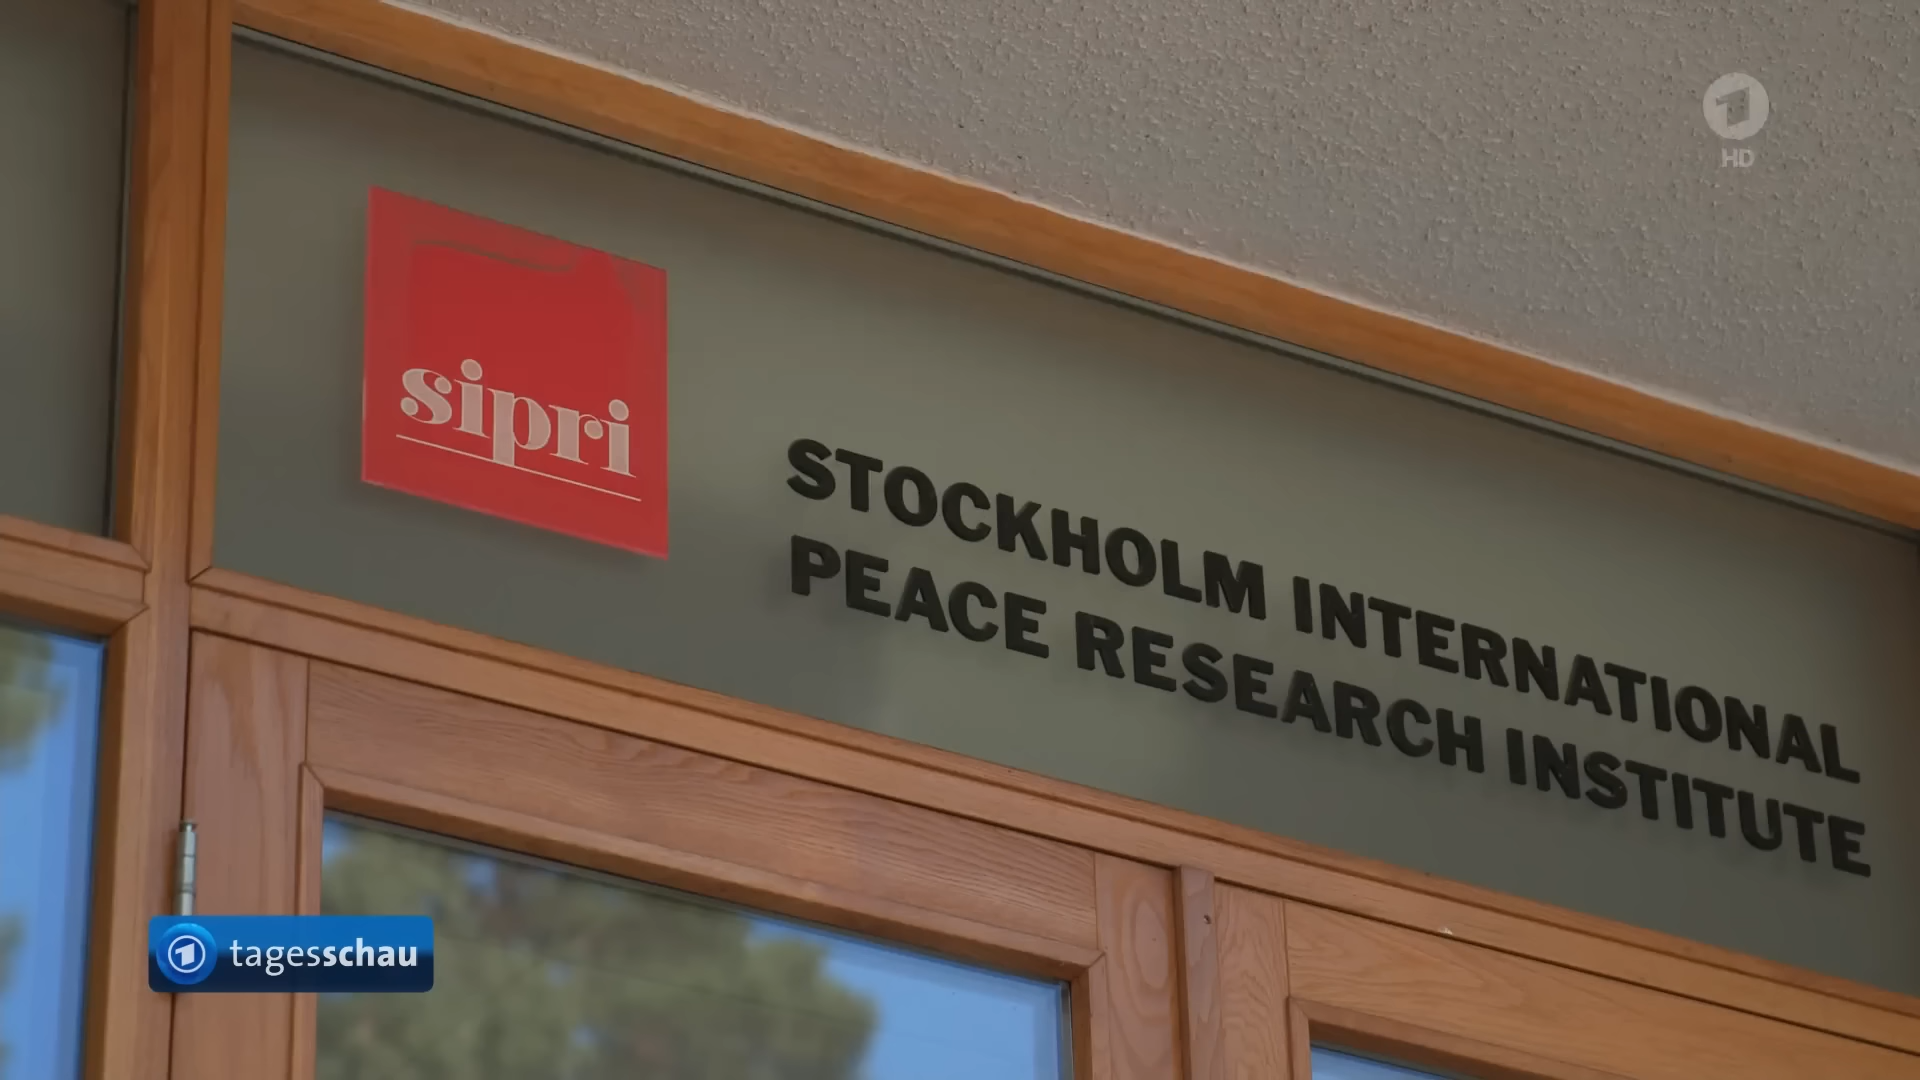 HD
sipri
STOCKHOLM INTERNATIONAL
PEACE RESEARCH INSTITUTE
tagesschau